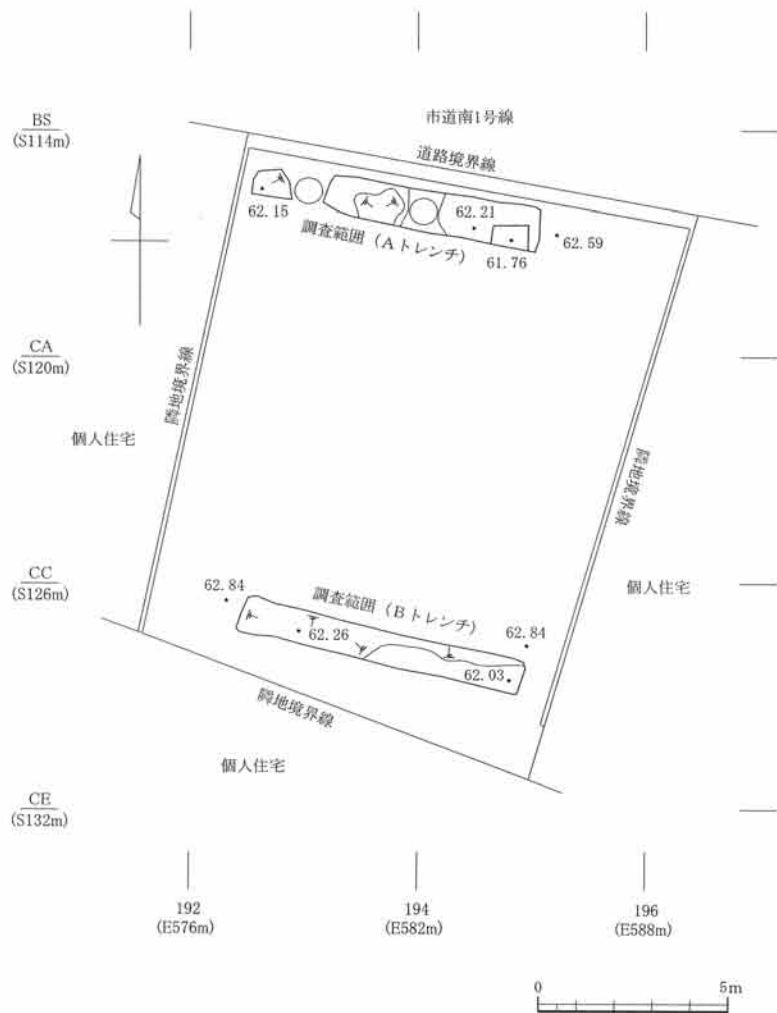 BS
(S114m)
市道南1号線
道路境界線
62.15
62.21
調査範囲（Aトレンチ）
61.76
62.59
CA
(S120m)
隣地境界線
個人住宅
隣地境界線
CC
(S126m)
個人住宅
62.84
調査範囲（Bトレンチ）
62.84
62.26
62.03
隣地境界線
個人住宅
CE
(S132m)
192
(E576m)
194
(E582m)
196
(E588m)
0
5m